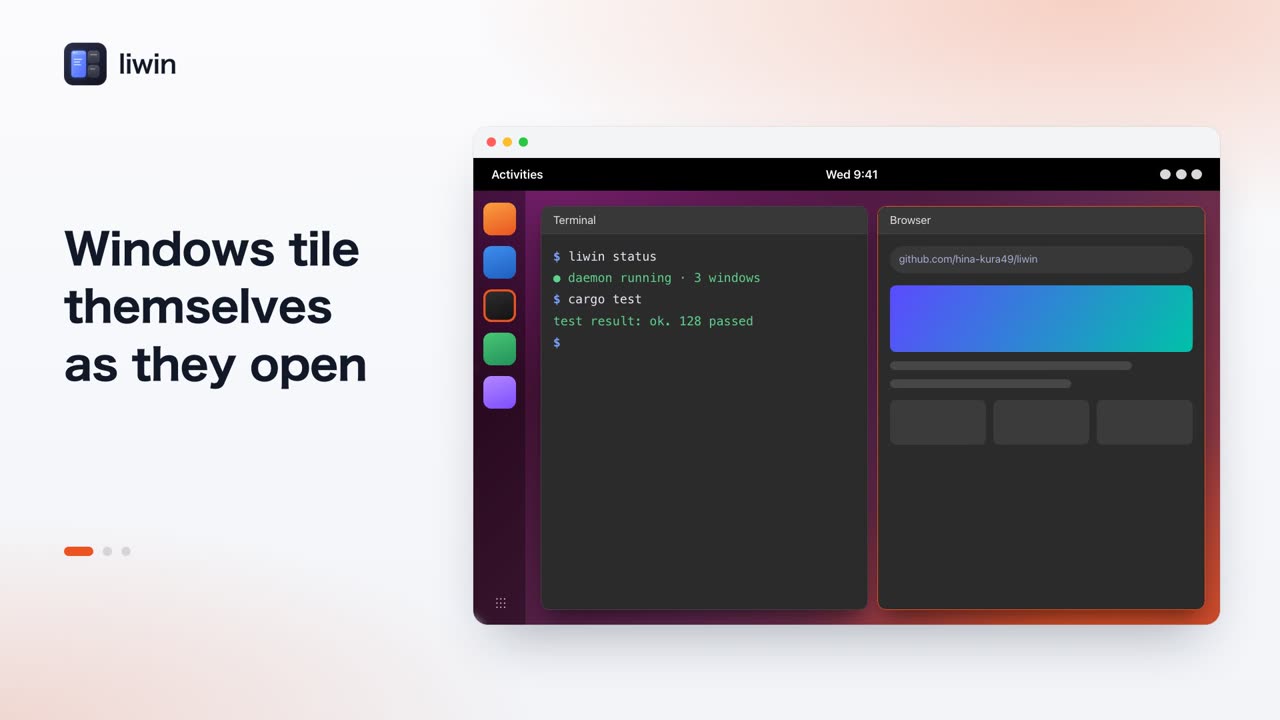 liwin
Windows tile
themselves
as they open
Activities
Wed 9:41
Terminal
$ liwin status
● daemon running · 3 windows
$ cargo test
test result: ok. 128 passed
$
Browser
github.com/hina-kura49/liwin